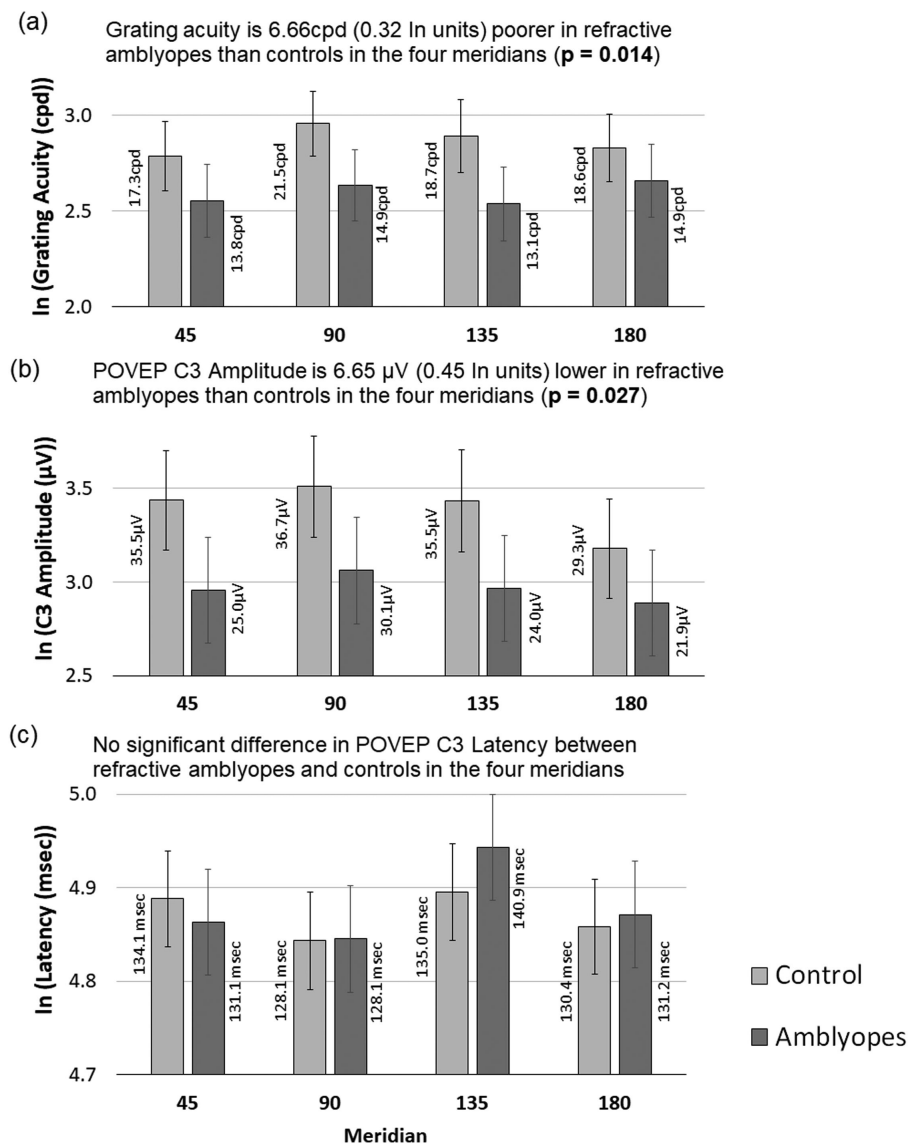 (a)
Grating acuity is 6.66cpd (0.32 ln units) poorer in refractive
amblyopes than controls in the four meridians (p = 0.014)
ln (Grating Acuity (cpd))
3.0
2.5
2.0
17.3cpd
13.8cpd
21.5cpd
14.9cpd
18.7cpd
13.1cpd
18.6cpd
14.9cpd
45
90
135
180
(b)
POVEP C3 Amplitude is 6.65 µV (0.45 ln units) lower in refractive
amblyopes than controls in the four meridians (p = 0.027)
ln (C3 Amplitude (µV))
3.5
3.0
2.5
35.5µV
25.0µV
36.7µV
30.1µV
35.5µV
24.0µV
29.3µV
21.9µV
45
90
135
180
(c)
No significant difference in POVEP C3 Latency between
refractive amblyopes and controls in the four meridians
ln (Latency (msec))
5.0
4.9
4.8
4.7
134.1 msec
131.1 msec
128.1 msec
128.1 msec
135.0 msec
140.9 msec
130.4 msec
131.2 msec
45
90
135
180
Meridian
Control
Amblyopes